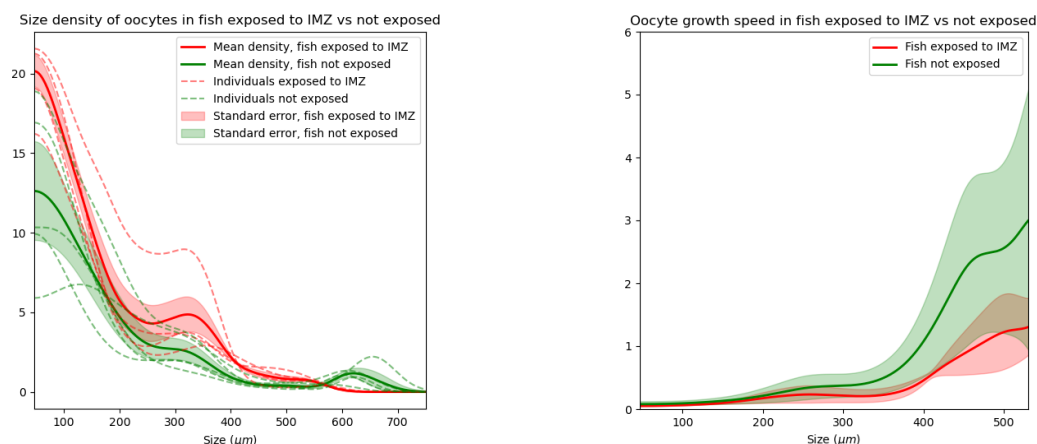 Size density of oocytes in fish exposed to IMZ vs not exposed
Mean density, fish exposed to IMZ
Mean density, fish not exposed
Individuals exposed to IMZ
Individuals not exposed
Standard error, fish exposed to IMZ
Standard error, fish not exposed
20
15
10
5
0
100 200 300 400 500 600 700
Size (μm)
Oocyte growth speed in fish exposed to IMZ vs not exposed
Fish exposed to IMZ
Fish not exposed
6
5
4
3
2
1
0
100 200 300 400 500
Size (μm)